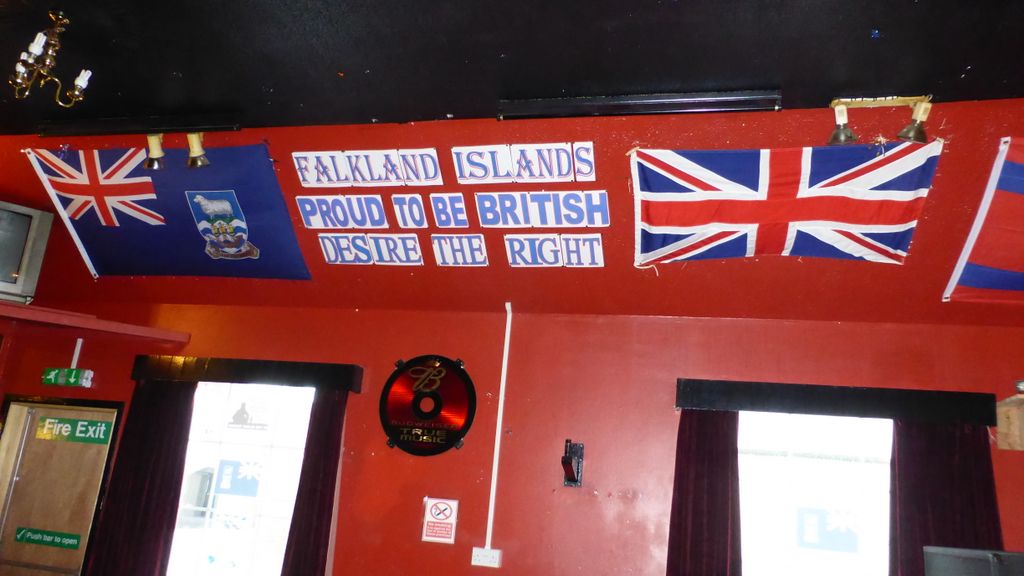 FALKLAND ISLANDS
PROUD TO BE BRITISH
DESIRE THE RIGHT
B
BUDWEISER
TRUE
MUSIC
Fire Exit
Push bar to open